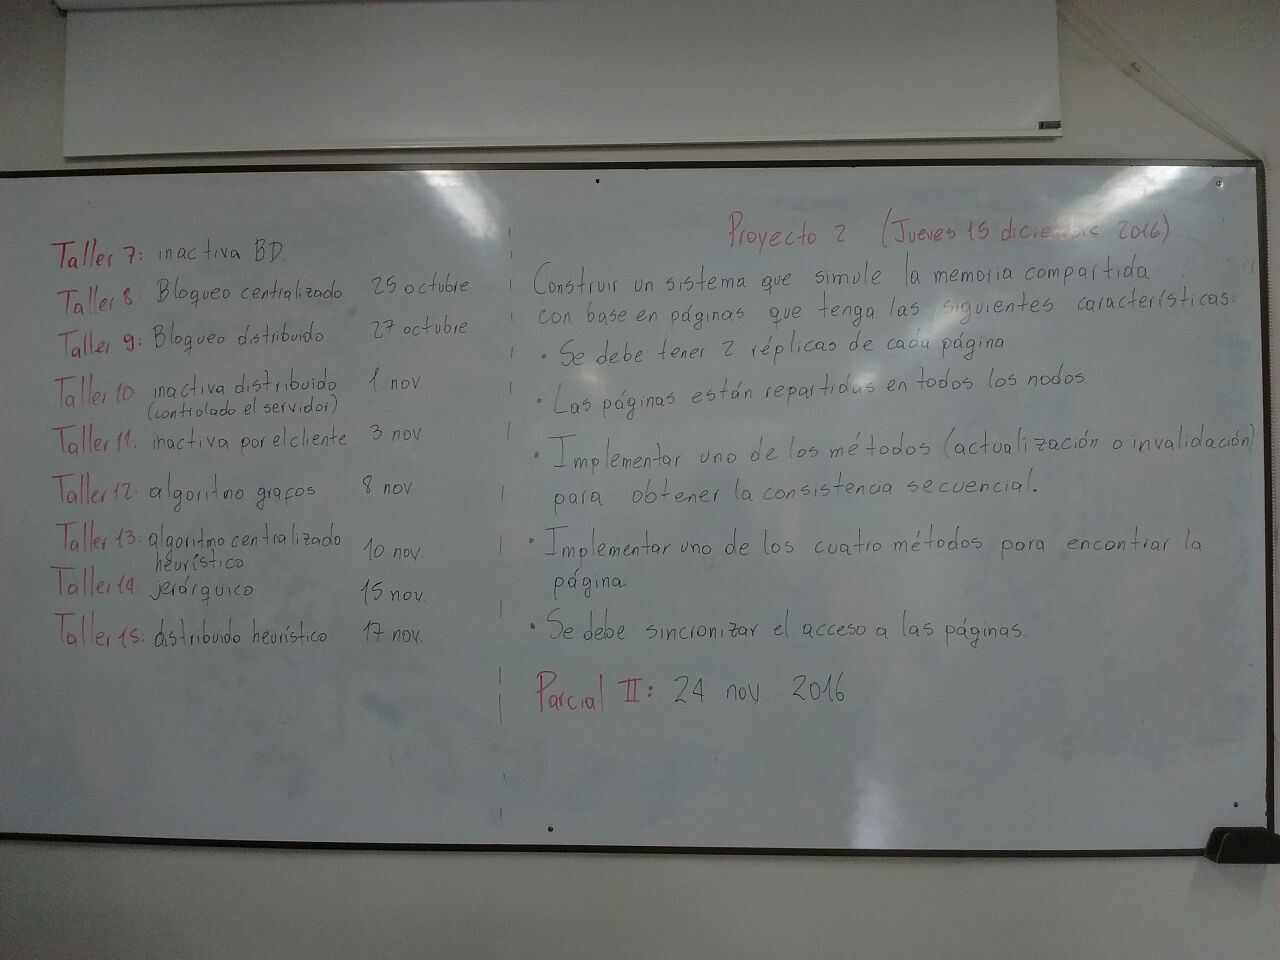 Taller 7: inactiva BD.
Taller 8: Bloqueo centralizado 25 octubre
Taller 9: Bloqueo distribuido 27 octubre
Taller 10: inactiva distribuido 1 nov.
(controlado el servidor)
Taller 11: inactiva por el cliente 3 nov
Taller 12: algoritmo grafos 8 nov
Taller 13: algoritmo centralizado
heurístico 10 nov.
Taller 14: jerárquico 15 nov.
Taller 15: distribuido heurístico 17 nov.
Proyecto 2 (Jueves 15 diciembre 2016)
Construir un sistema que simule la memoria compartida
con base en páginas que tenga las siguientes características:
• Se debe tener 2 réplicas de cada página
• Las páginas están repartidas en todos los nodos.
• Implementar uno de los métodos (actualización o invalidación)
para obtener la consistencia secuencial.
• Implementar uno de los cuatro métodos para encontrar la
página.
• Se debe sincronizar el acceso a las páginas.
Parcial II: 24 nov. 2016